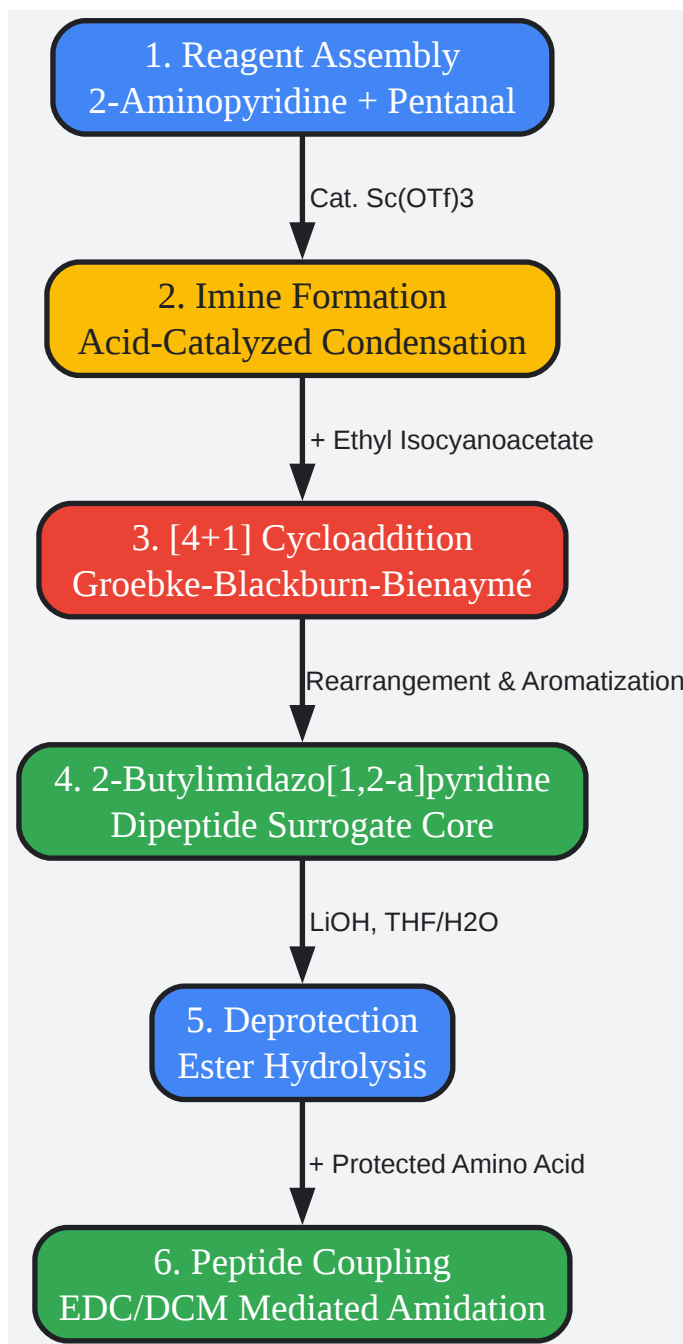 1. Reagent Assembly
2-Aminopyridine + Pentanal
Cat. Sc(OTf)3
2. Imine Formation
Acid-Catalyzed Condensation
+ Ethyl Isocyanoacetate
3. [4+1] Cycloaddition
Groebke-Blackburn-Bienaymé
Rearrangement & Aromatization
4. 2-Butylimidazo[1,2-a]pyridine
Dipeptide Surrogate Core
LiOH, THF/H2O
5. Deprotection
Ester Hydrolysis
+ Protected Amino Acid
6. Peptide Coupling
EDC/DCM Mediated Amidation